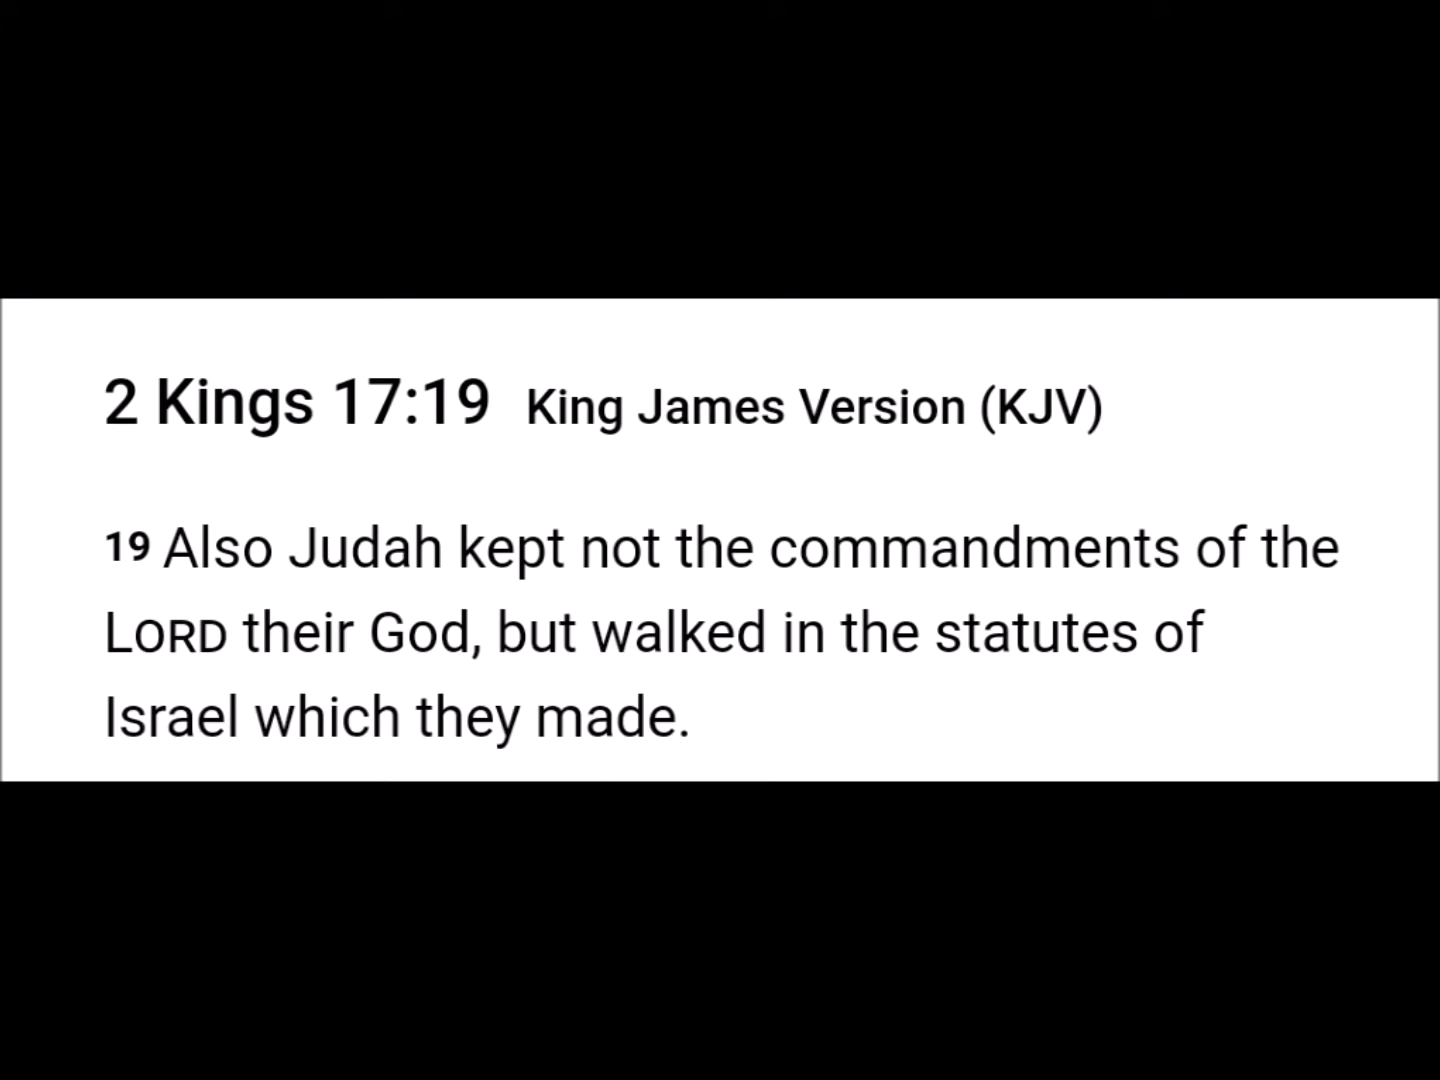 2 Kings 17:19 King James Version (KJV)
19 Also Judah kept not the commandments of the
LORD their God, but walked in the statutes of
Israel which they made.